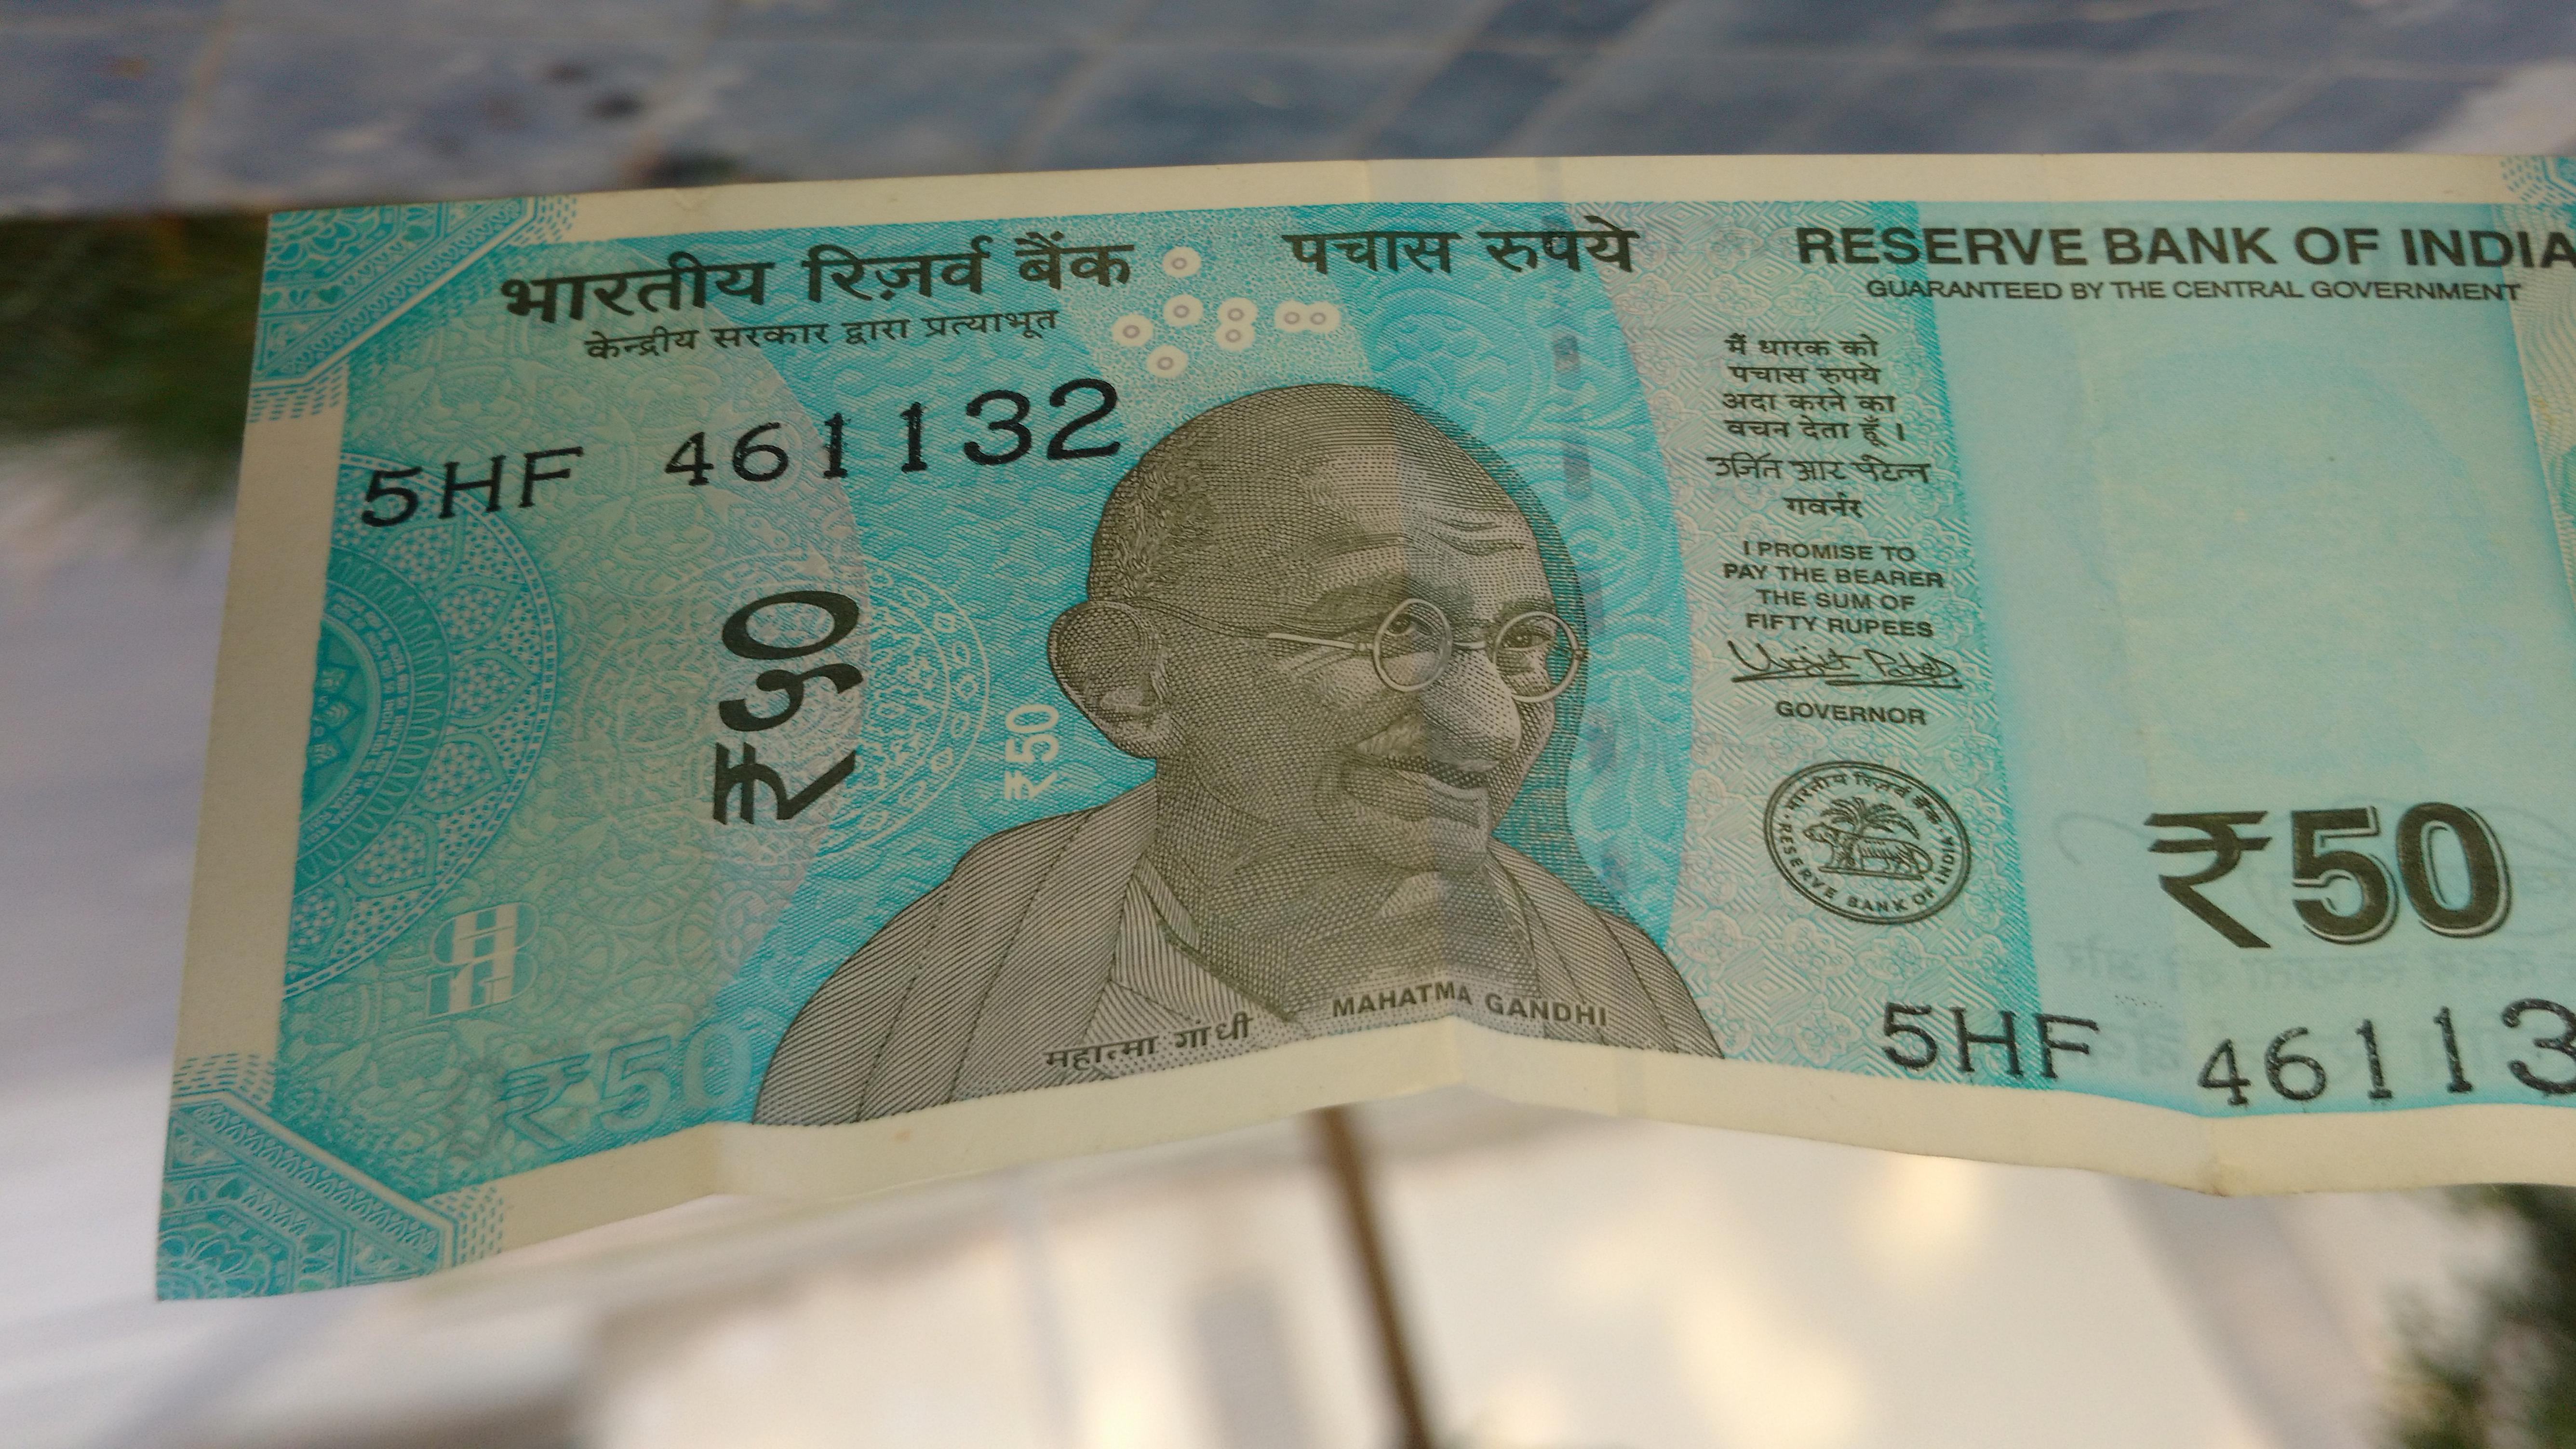 भारतीय रिज़र्व बैंक
केन्द्रीय सरकार द्वारा प्रत्याभूत
5HF 461132
₹५०
₹50
₹50
पचास रुपये
महात्मा गांधी
MAHATMA GANDHI
RESERVE BANK OF INDIA
GUARANTEED BY THE CENTRAL GOVERNMENT
मैं धारक को
पचास रुपये
अदा करने का
वचन देता हूँ ।
उर्जित आर पटेल
गवर्नर
I PROMISE TO
PAY THE BEARER
THE SUM OF
FIFTY RUPEES
Urjit Patel
GOVERNOR
भारतीय रिज़र्व बैंक
RESERVE BANK OF INDIA
₹50
5HF 46113